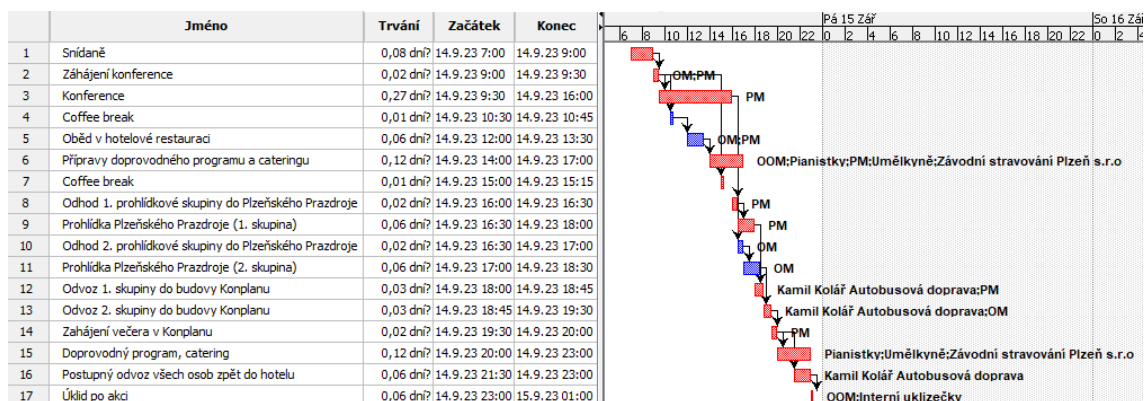 Jméno Trvání Začátek Konec
Pá 15 Zář So 16 Zář
6 8 10 12 14 16 18 20 22 0 2 4 6 8 10 12 14 16 18 20 22 0 2 4
1 Snídaně 0,08 dní? 14.9.23 7:00 14.9.23 9:00
2 Záhájení konference 0,02 dní? 14.9.23 9:00 14.9.23 9:30 OM;PM
3 Konference 0,27 dní? 14.9.23 9:30 14.9.23 16:00 PM
4 Coffee break 0,01 dní? 14.9.23 10:30 14.9.23 10:45
5 Oběd v hotelové restauraci 0,06 dní? 14.9.23 12:00 14.9.23 13:30 OM;PM
6 Přípravy doprovodného programu a cateringu 0,12 dní? 14.9.23 14:00 14.9.23 17:00 OOM;Pianistky;PM;Umělkyně;Závodní stravování Plzeň s.r.o
7 Coffee break 0,01 dní? 14.9.23 15:00 14.9.23 15:15
8 Odhod 1. prohlídkové skupiny do Plzeňského Prazdroje 0,02 dní? 14.9.23 16:00 14.9.23 16:30 PM
9 Prohlídka Plzeňského Prazdroje (1. skupina) 0,06 dní? 14.9.23 16:30 14.9.23 18:00 PM
10 Odhod 2. prohlídkové skupiny do Plzeňského Prazdroje 0,02 dní? 14.9.23 16:30 14.9.23 17:00 OM
11 Prohlídka Plzeňského Prazdroje (2. skupina) 0,06 dní? 14.9.23 17:00 14.9.23 18:30 OM
12 Odvoz 1. skupiny do budovy Konplanu 0,03 dní? 14.9.23 18:00 14.9.23 18:45 Kamil Kolář Autobusová doprava;PM
13 Odvoz 2. skupiny do budovy Konplanu 0,03 dní? 14.9.23 18:45 14.9.23 19:30 Kamil Kolář Autobusová doprava;OM
14 Zahájení večera v Konplanu 0,02 dní? 14.9.23 19:30 14.9.23 20:00 PM
15 Doprovodný program, catering 0,12 dní? 14.9.23 20:00 14.9.23 23:00 Pianistky;Umělkyně;Závodní stravování Plzeň s.r.o
16 Postupný odvoz všech osob zpět do hotelu 0,06 dní? 14.9.23 21:30 14.9.23 23:00 Kamil Kolář Autobusová doprava
17 Úklid po akci 0,06 dní? 14.9.23 23:00 15.9.23 01:00 OOM;Interní uklizečky